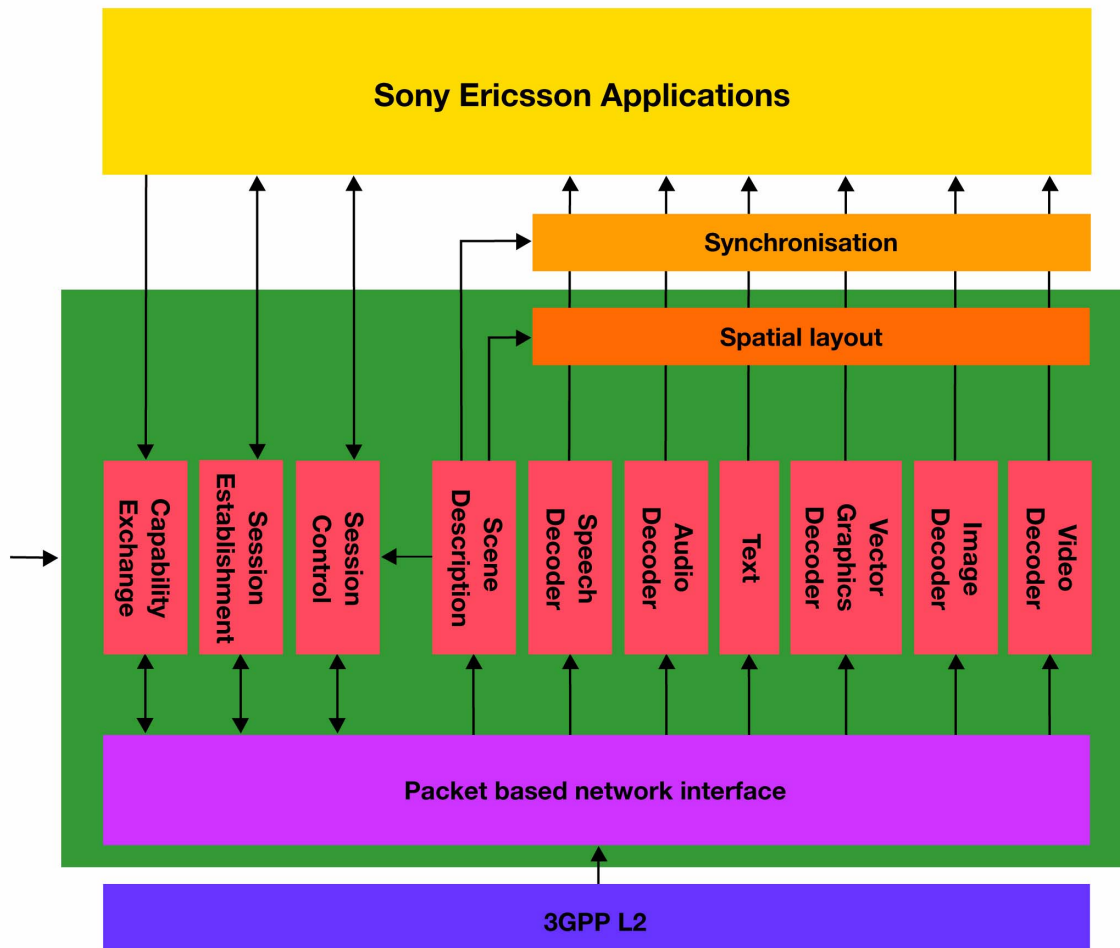 Sony Ericsson Applications
Synchronisation
Spatial layout
Capability
Exchange
Session
Establishment
Session
Control
Scene
Description
Speech
Decoder
Audio
Decoder
Text
Vector
Graphics
Decoder
Image
Decoder
Video
Decoder
Packet based network interface
3GPP L2